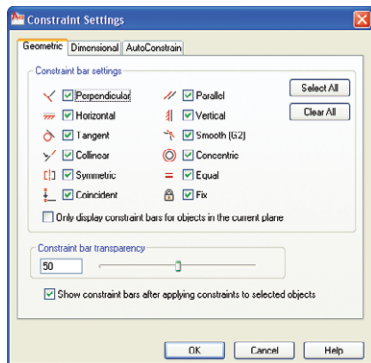 Constraint Settings
Geometric Dimensional AutoConstrain
Constraint bar settings
Perpendicular Parallel Select All
Horizontal Vertical Clear All
Tangent Smooth (G2)
Collinear Concentric
Symmetric Equal
Coincident Fix
Only display constraint bars for objects in the current plane
Constraint bar transparency
50
Show constraint bars after applying constraints to selected objects
OK Cancel Help